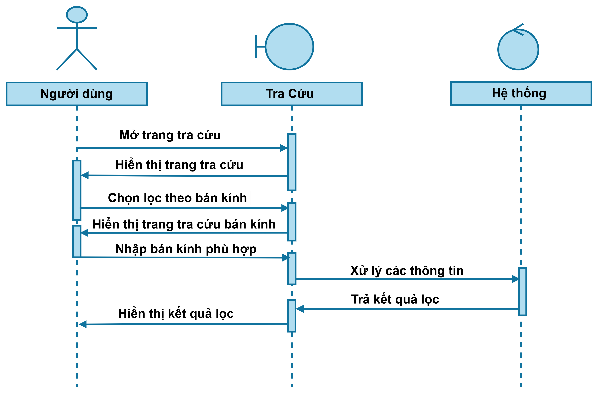 Người dùng
Tra Cứu
Hệ thống
Mở trang tra cứu
Hiển thị trang tra cứu
Chọn lọc theo bán kính
Hiển thị trang tra cứu bán kính
Nhập bán kính phù hợp
Xử lý các thông tin
Trả kết quả lọc
Hiển thị kết quả lọc